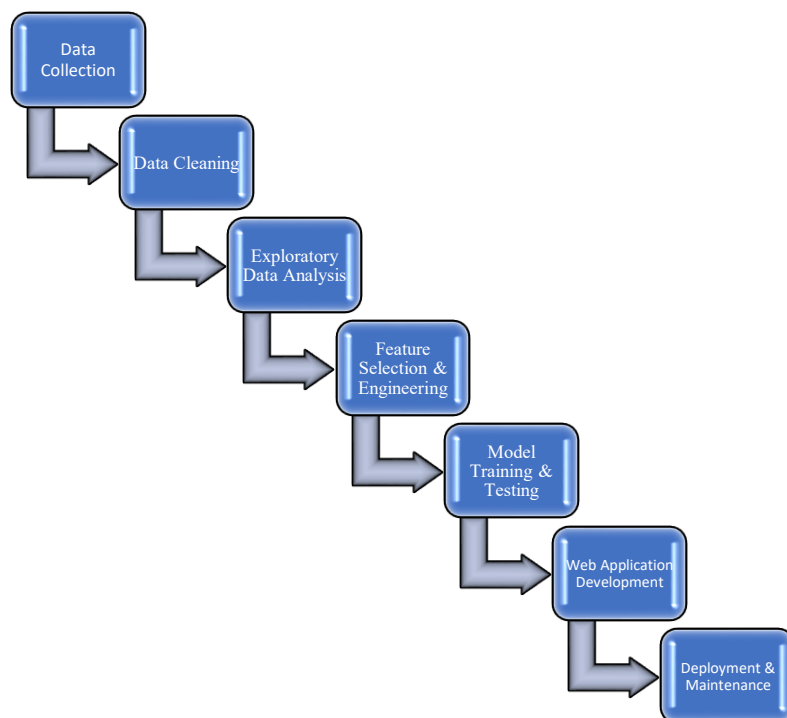 Data
Collection
Data Cleaning
Exploratory
Data Analysis
Feature
Selection &
Engineering
Model
Training &
Testing
Web Application
Development
Deployment &
Maintenance